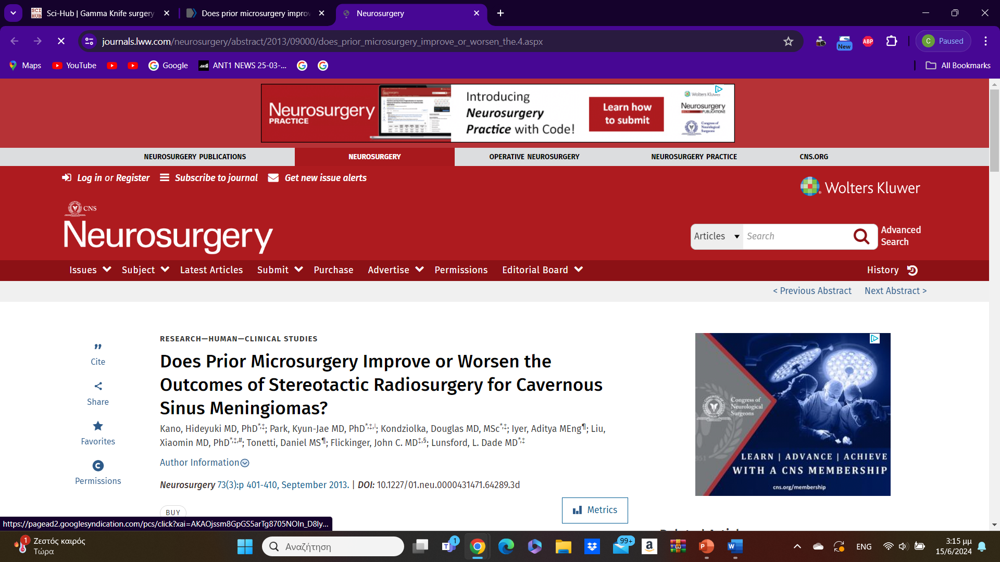 Sci-Hub | Gamma Knife surgery
Does prior microsurgery improv
Neurosurgery
journals.lww.com/neurosurgery/abstract/2013/09000/does_prior_microsurgery_improve_or_worsen_the.4.aspx
New
ABP
C Paused
Maps
YouTube
Google
ANT1 NEWS 25-03-...
All Bookmarks
Neurosurgery
PRACTICE
Introducing
Neurosurgery
Practice with Code!
Learn how
to submit
Wolters Kluwer
Neurosurgery
PUBLICATIONS
Congress of
Neurological
Surgeons
NEUROSURGERY PUBLICATIONS
NEUROSURGERY
OPERATIVE NEUROSURGERY
NEUROSURGERY PRACTICE
CNS.ORG
Log in or Register
Subscribe to journal
Get new issue alerts
Wolters Kluwer
CNS
Neurosurgery
Articles
Search
Advanced
Search
Issues
Subject
Latest Articles
Submit
Purchase
Advertise
Permissions
Editorial Board
History
< Previous Abstract
Next Abstract >
Cite
Share
Favorites
Permissions
RESEARCH—HUMAN—CLINICAL STUDIES
Does Prior Microsurgery Improve or Worsen the
Outcomes of Stereotactic Radiosurgery for Cavernous
Sinus Meningiomas?
Kano, Hideyuki MD, PhD*,‡; Park, Kyun-Jae MD, PhD*,‡,|; Kondziolka, Douglas MD, MSc*,‡; Iyer, Aditya MEng¶; Liu,
Xiaomin MD, PhD*,‡,#; Tonetti, Daniel MS¶; Flickinger, John C. MD‡,§; Lunsford, L. Dade MD*,‡
Author Information
Neurosurgery 73(3):p 401-410, September 2013. | DOI: 10.1227/01.neu.0000431471.64289.3d
BUY
Metrics
Congress of
Neurological
Surgeons
LEARN | ADVANCE | ACHIEVE
WITH A CNS MEMBERSHIP
cns.org/membership
https://pagead2.googlesyndication.com/pcs/click?xai=AKAOjssm8GpGS5arTg8705NOln_D8ly...
1
Ζεστός καιρός
Τώρα
Αναζήτηση
1
99+
ENG
3:15 μμ
15/6/2024